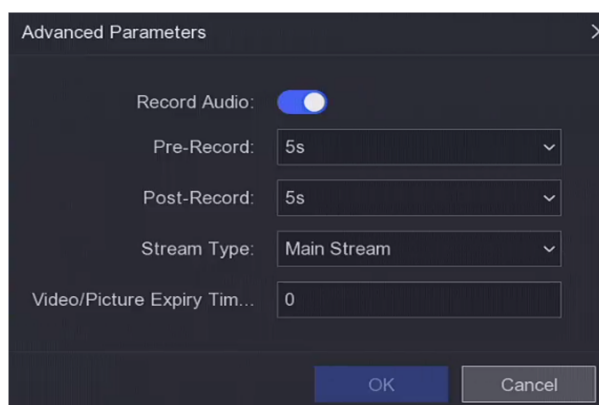 Advanced Parameters
Record Audio:
Pre-Record: 5s
Post-Record: 5s
Stream Type: Main Stream
Video/Picture Expiry Tim... 0
OK Cancel